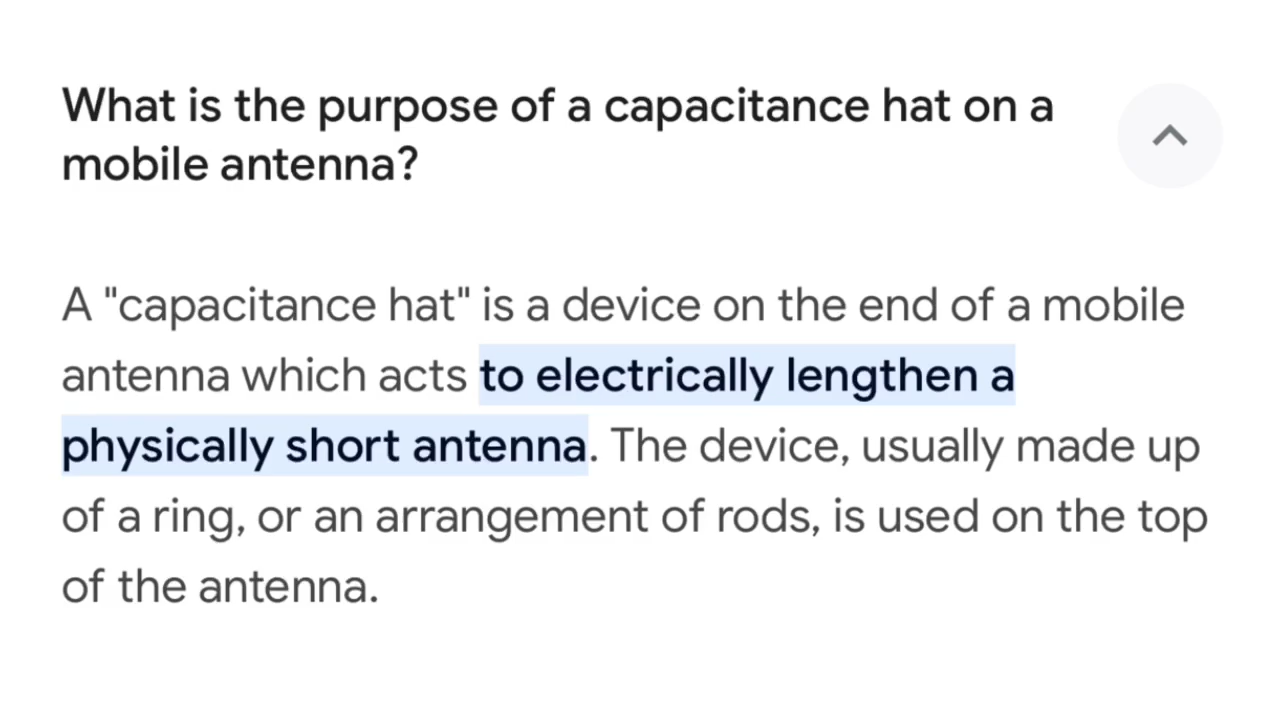 What is the purpose of a capacitance hat on a
mobile antenna?
A "capacitance hat" is a device on the end of a mobile
antenna which acts to electrically lengthen a
physically short antenna. The device, usually made up
of a ring, or an arrangement of rods, is used on the top
of the antenna.